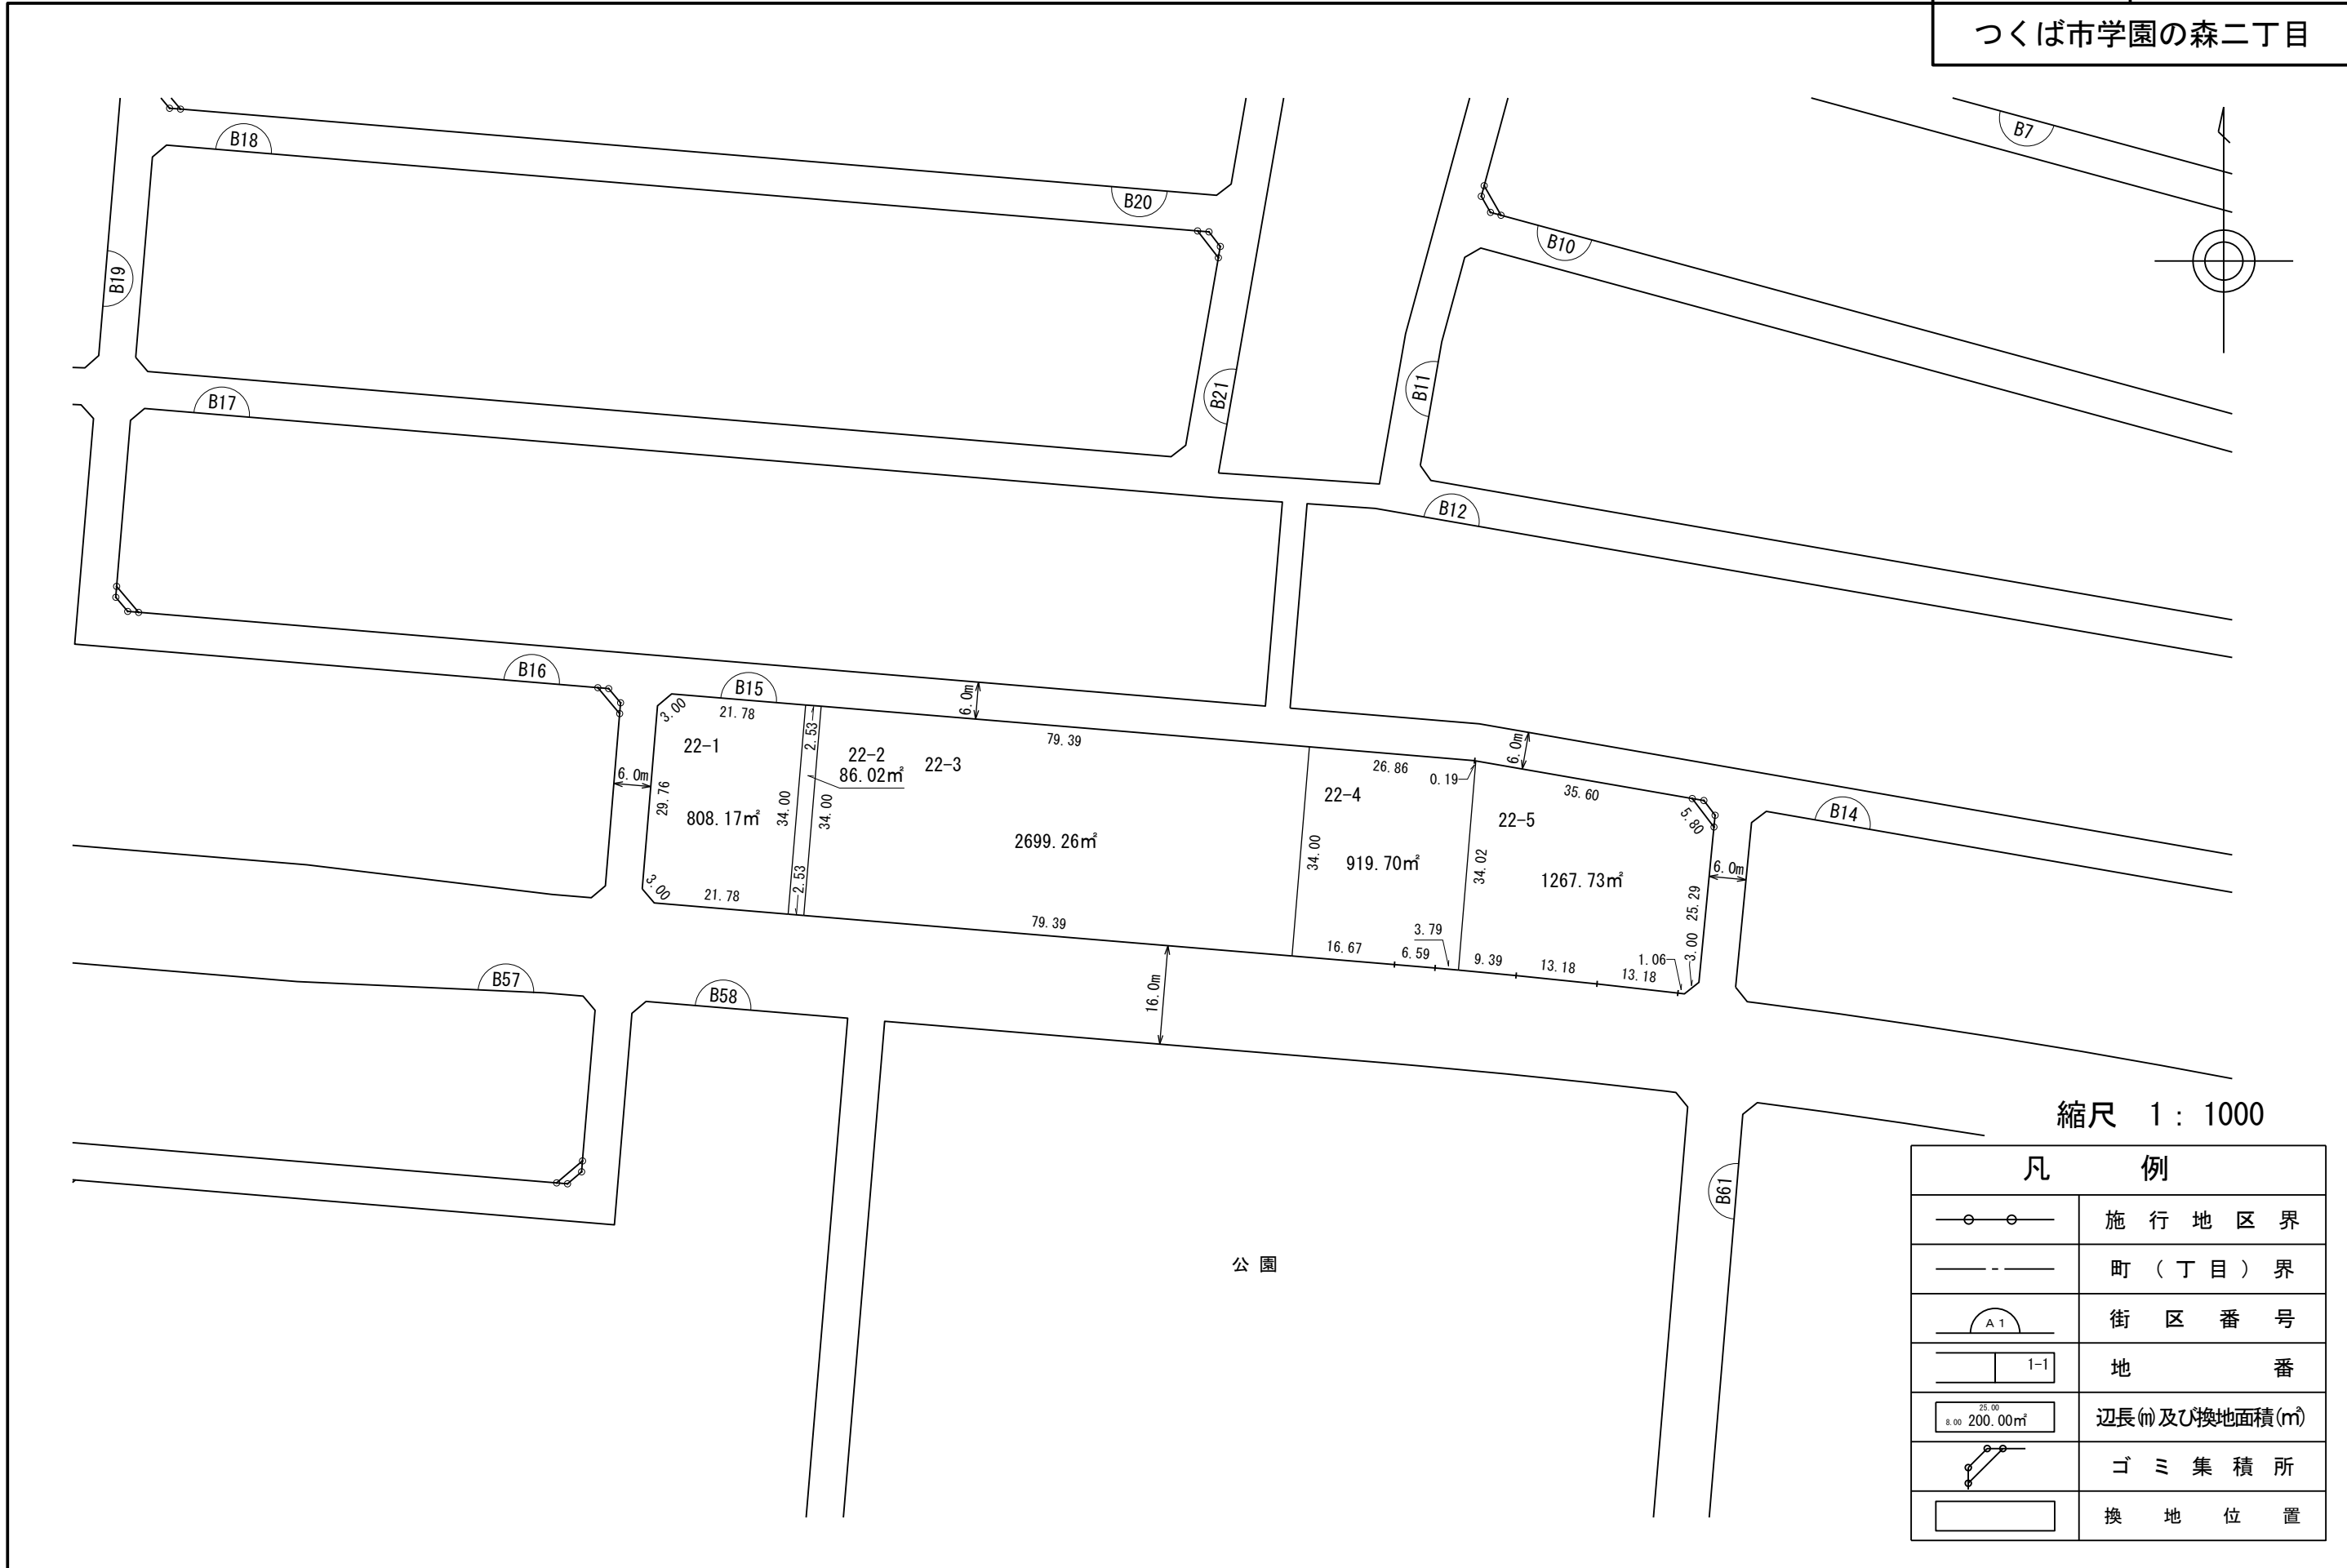 つくば市学園の森二丁目
B18
B7
B20
B10
B19
B17
B21
B11
B12
B16
B15
6.0m
3.00
21.78
2.53
22-1
22-2
86.02㎡
22-3
79.39
6.0m
29.76
808.17㎡
34.00
34.00
2699.26㎡
26.86
0.19
6.0m
35.60
22-4
22-5
5.80
B14
34.00
919.70㎡
34.02
1267.73㎡
6.0m
25.29
3.00
21.78
2.53
79.39
16.67
6.59
3.79
9.39
13.18
13.18
1.06
3.00
B57
B58
16.0m
公園
B61
縮尺 1: 1000
凡 例
施行地区界
町(丁目)界
A1
街区番号
1-1
地番
25.00
8.00 200.00㎡
辺長(m)及び換地面積(㎡)
ゴミ集積所
換地位置